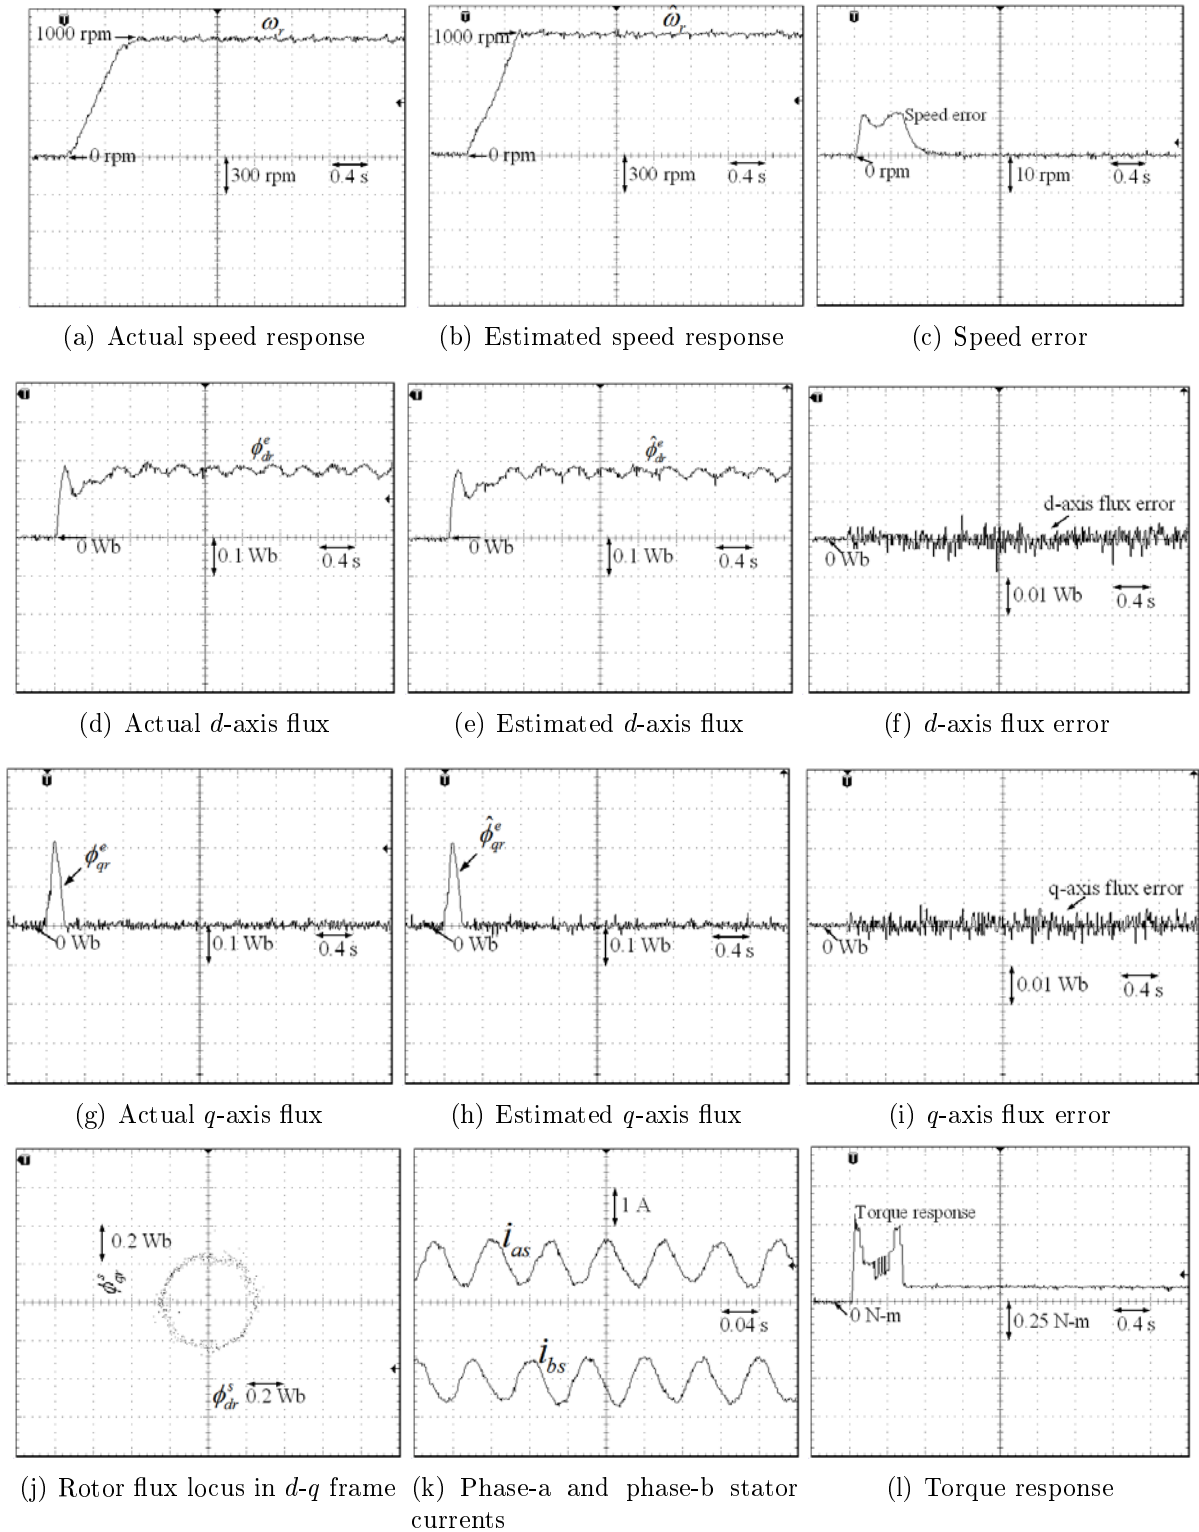 T
1000 rpm
ω_r
0 rpm
300 rpm
0.4 s
T
1000 rpm
ω̂_r
0 rpm
300 rpm
0.4 s
T
Speed error
0 rpm
10 rpm
0.4 s
(a) Actual speed response
(b) Estimated speed response
(c) Speed error
T
ϕ^e_dr
0 Wb
0.1 Wb
0.4 s
T
ϕ̂^e_dr
0 Wb
0.1 Wb
0.4 s
T
d-axis flux error
0 Wb
0.01 Wb
0.4 s
(d) Actual d-axis flux
(e) Estimated d-axis flux
(f) d-axis flux error
T
ϕ^e_qr
0 Wb
0.1 Wb
0.4 s
T
ϕ̂^e_qr
0 Wb
0.1 Wb
0.4 s
T
q-axis flux error
0 Wb
0.01 Wb
0.4 s
(g) Actual q-axis flux
(h) Estimated q-axis flux
(i) q-axis flux error
T
0.2 Wb
ϕ^s_qr
ϕ^s_dr 0.2 Wb
1 A
i_as
0.04 s
i_bs
T
Torque response
0 N-m
0.25 N-m
0.4 s
(j) Rotor flux locus in d-q frame
(k) Phase-a and phase-b stator
currents
(l) Torque response